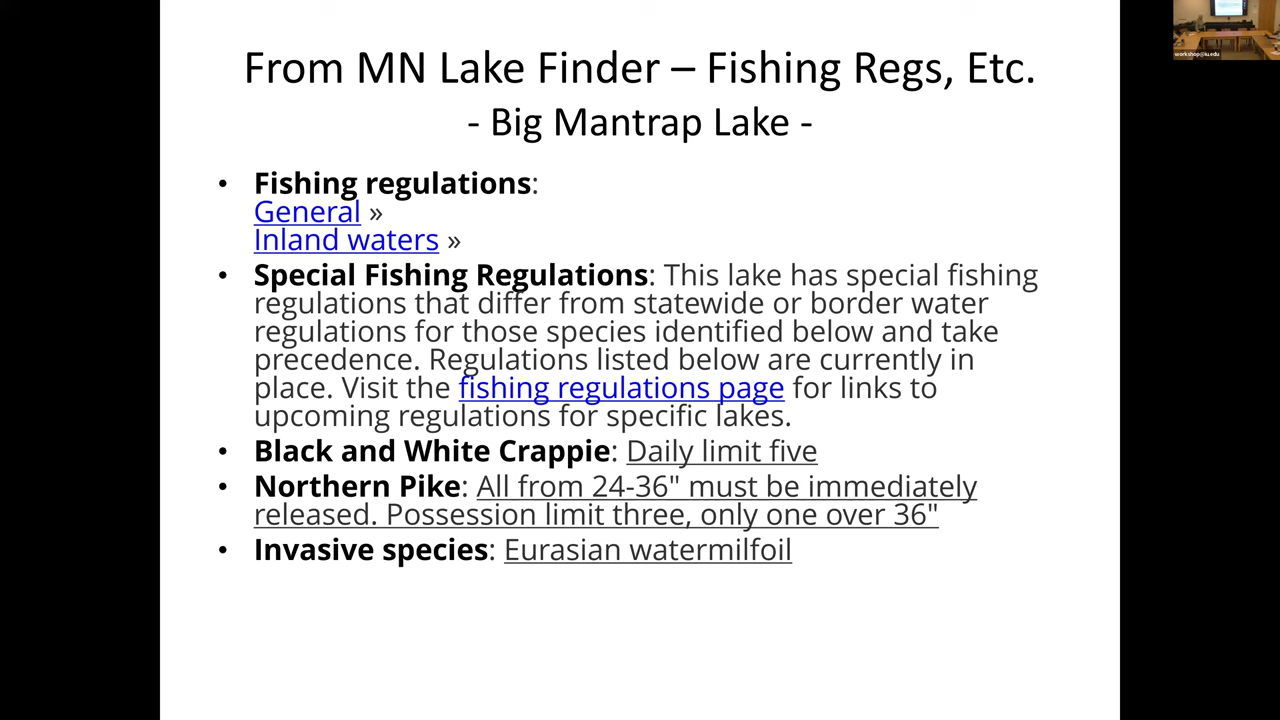 From MN Lake Finder – Fishing Regs, Etc.
- Big Mantrap Lake -
• Fishing regulations:
General »
Inland waters »
• Special Fishing Regulations: This lake has special fishing
regulations that differ from statewide or border water
regulations for those species identified below and take
precedence. Regulations listed below are currently in
place. Visit the fishing regulations page for links to
upcoming regulations for specific lakes.
• Black and White Crappie: Daily limit five
• Northern Pike: All from 24-36" must be immediately
released. Possession limit three, only one over 36"
• Invasive species: Eurasian watermilfoil
workshop@iu.edu